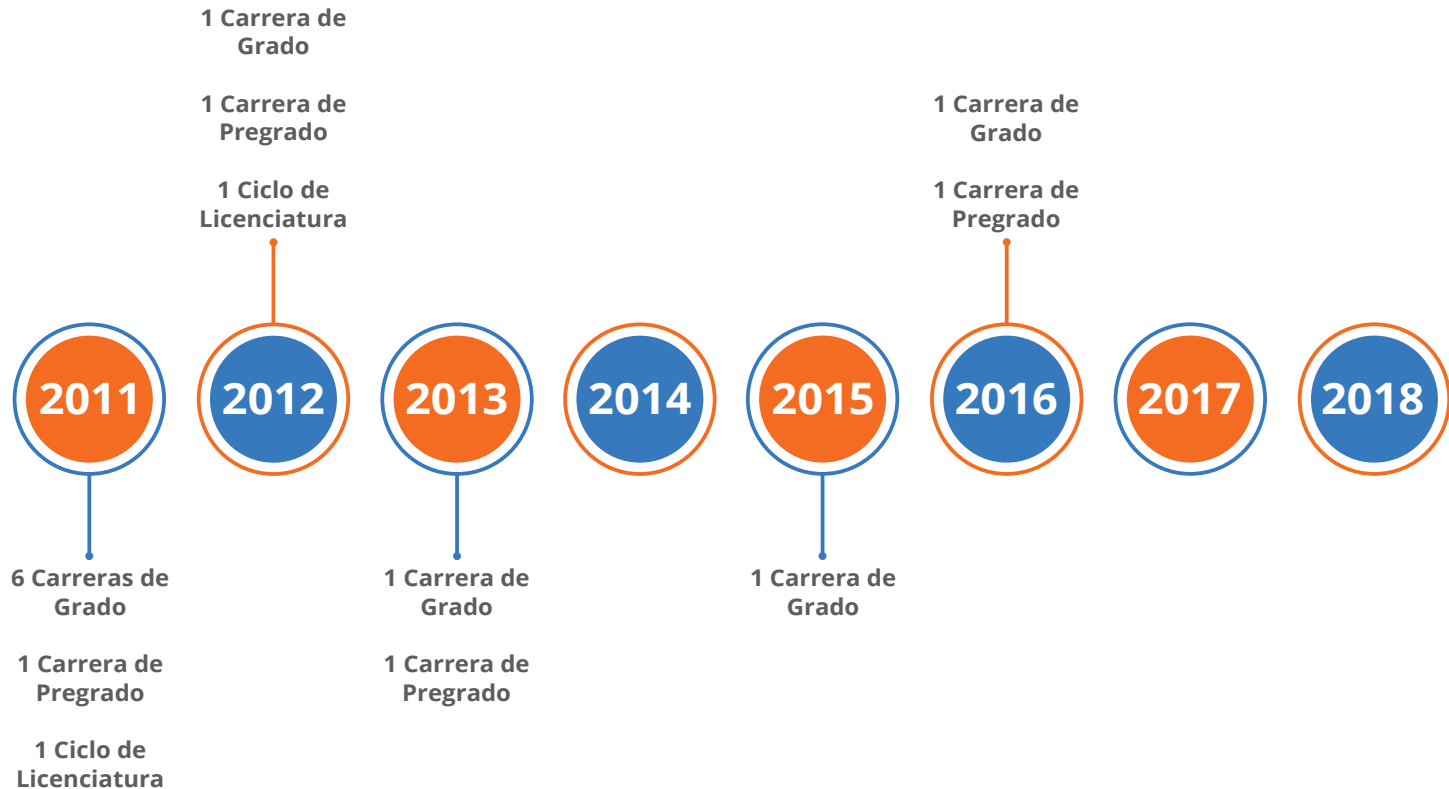 1 Carrera de
Grado
1 Carrera de
Pregrado
1 Ciclo de
Licenciatura
1 Carrera de
Grado
1 Carrera de
Pregrado
2011
2012
2013
2014
2015
2016
2017
2018
6 Carreras de
Grado
1 Carrera de
Pregrado
1 Ciclo de
Licenciatura
1 Carrera de
Grado
1 Carrera de
Pregrado
1 Carrera de
Grado